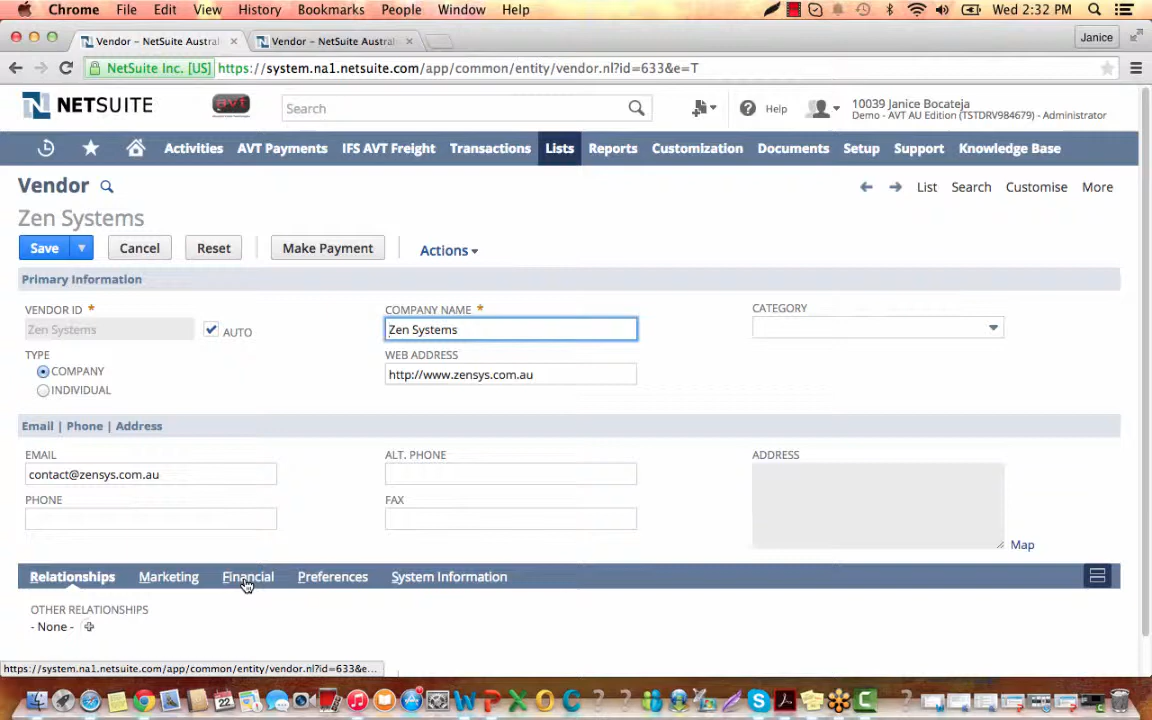 Chrome File Edit View History Bookmarks People Window Help Wed 2:32 PM
Vendor – NetSuite Austral Vendor – NetSuite Austral Janice
NetSuite Inc. [US] https://system.na1.netsuite.com/app/common/entity/vendor.nl?id=633&e=T
NETSUITE avt Search Help 10039 Janice Bocateja
Demo - AVT AU Edition (TSTDRV984679) - Administrator
Activities AVT Payments IFS AVT Freight Transactions Lists Reports Customization Documents Setup Support Knowledge Base
Vendor List Search Customise More
Zen Systems
Save Cancel Reset Make Payment Actions
Primary Information
VENDOR ID * COMPANY NAME * CATEGORY
Zen Systems AUTO Zen Systems
TYPE WEB ADDRESS
COMPANY http://www.zensys.com.au
INDIVIDUAL
Email | Phone | Address
EMAIL ALT. PHONE ADDRESS
contact@zensys.com.au
PHONE FAX
Map
Relationships Marketing Financial Preferences System Information
OTHER RELATIONSHIPS
- None -
https://system.na1.netsuite.com/app/common/entity/vendor.nl?id=633&e...
22